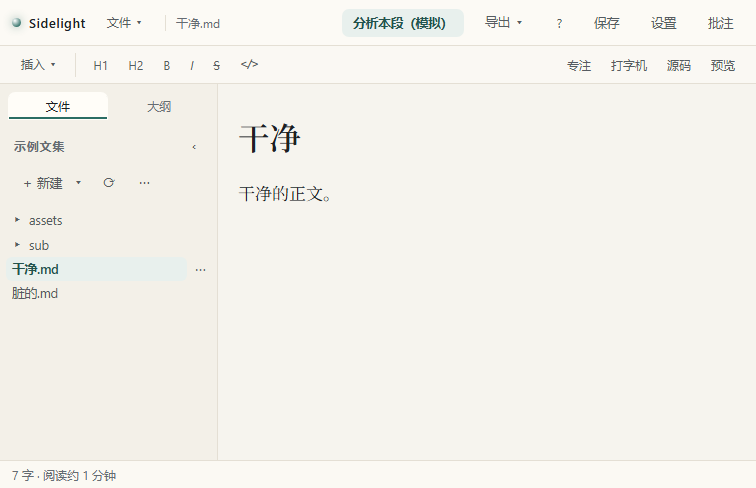 Sidelight 文件 ▾ 干净.md 分析本段（模拟） 导出 ▾ ? 保存 设置 批注
插入 ▾ H1 H2 B I S </> 专注 打字机 源码 预览
文件 大纲
示例文集 ‹
+ 新建 ▾ ⟳ ···
▸ assets
▸ sub
干净.md ···
脏的.md
干净
干净的正文。
7 字 · 阅读约 1 分钟